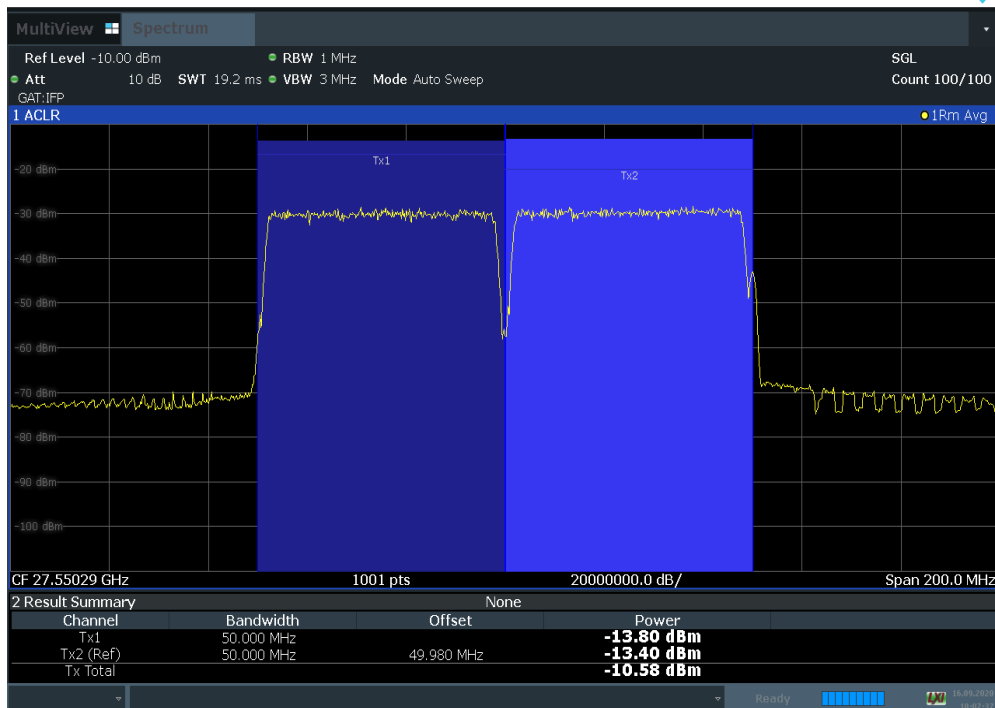 MultiView Spectrum
Ref Level -10.00 dBm RBW 1 MHz SGL
Att 10 dB SWT 19.2 ms VBW 3 MHz Mode Auto Sweep Count 100/100
GAT:IFP
1 ACLR 1Rm Avg
Tx1
-20 dBm
Tx2
-30 dBm
-40 dBm
-50 dBm
-60 dBm
-70 dBm
-80 dBm
-90 dBm
-100 dBm
CF 27.55029 GHz 1001 pts 20000000.0 dB/ Span 200.0 MHz
2 Result Summary None
Channel Bandwidth Offset Power
Tx1 50.000 MHz -13.80 dBm
Tx2 (Ref) 50.000 MHz 49.980 MHz -13.40 dBm
Tx Total -10.58 dBm
Ready LXI 16.09.2020